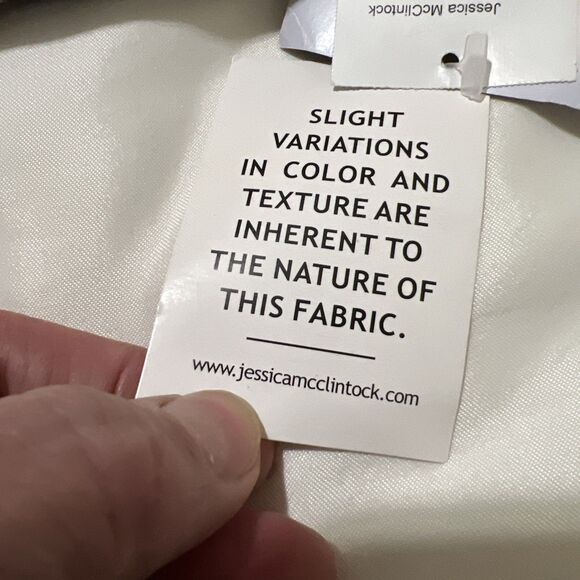 Jessica McClintock
SLIGHT
VARIATIONS
IN COLOR AND
TEXTURE ARE
INHERENT TO
THE NATURE OF
THIS FABRIC.
www.jessicamcclintock.com